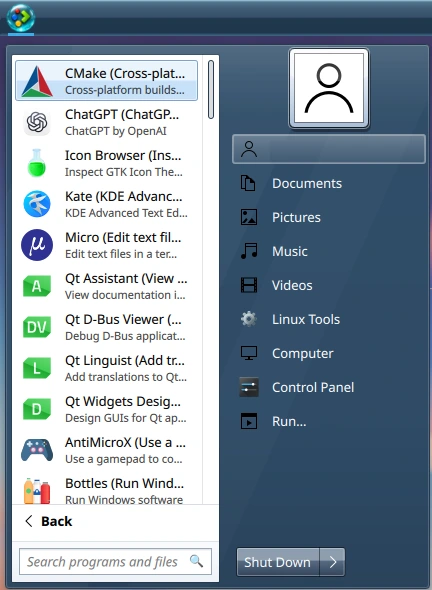 CMake (Cross-plat...
Cross-platform builds...
ChatGPT (ChatGP...
ChatGPT by OpenAI
Icon Browser (Ins...
Inspect GTK Icon The...
Kate (KDE Advanc...
KDE Advanced Text Ed...
Micro (Edit text fil...
Edit text files in a ter...
Qt Assistant (View ...
View documentation i...
Qt D-Bus Viewer (...
Debug D-Bus applicat...
Qt Linguist (Add tr...
Add translations to Qt...
Qt Widgets Desig...
Design GUIs for Qt ap...
AntiMicroX (Use a ...
Use a gamepad to co...
Bottles (Run Wind...
Run Windows software
Back
Search programs and files
Documents
Pictures
Music
Videos
Linux Tools
Computer
Control Panel
Run...
Shut Down